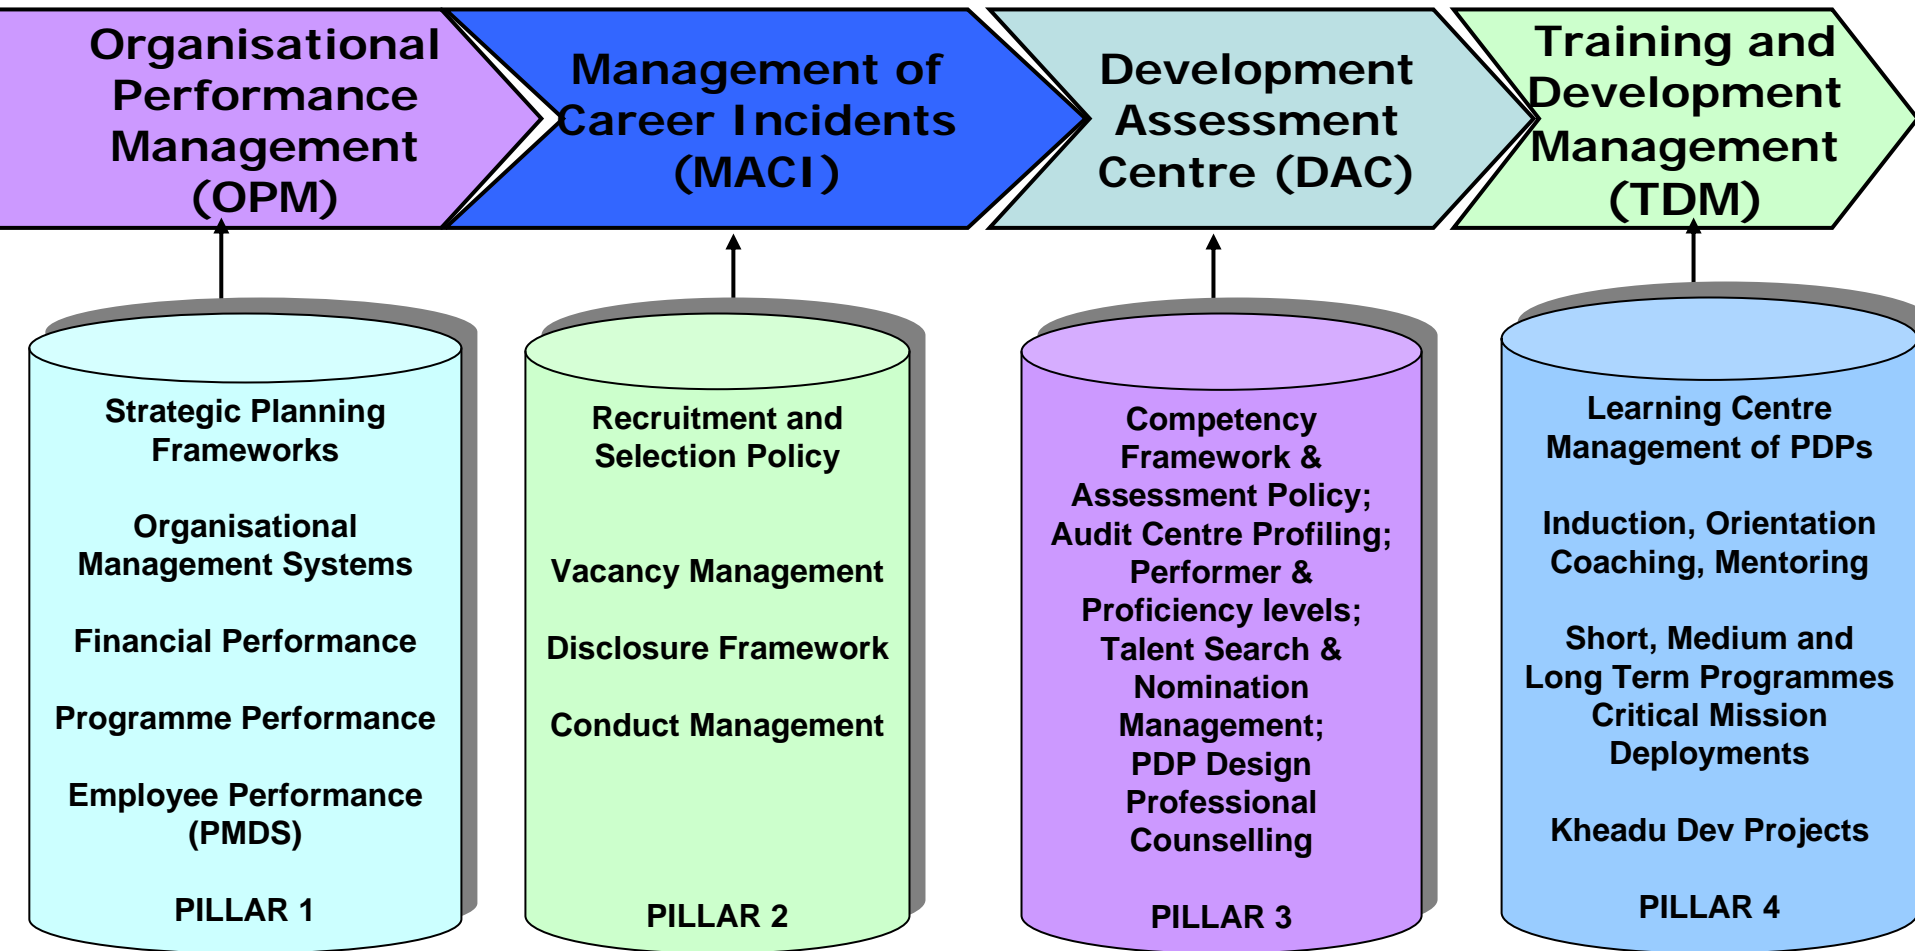 Organisational
Performance
Management
(OPM)
Management of
Career Incidents
(MACI)
Development
Assessment
Centre (DAC)
Training and
Development
Management
(TDM)
Strategic Planning
Frameworks
Organisational
Management Systems
Financial Performance
Programme Performance
Employee Performance
(PMDS)
PILLAR 1
Recruitment and
Selection Policy
Vacancy Management
Disclosure Framework
Conduct Management
PILLAR 2
Competency
Framework &
Assessment Policy;
Audit Centre Profiling;
Performer &
Proficiency levels;
Talent Search &
Nomination
Management;
PDP Design
Professional
Counselling
PILLAR 3
Learning Centre
Management of PDPs
Induction, Orientation
Coaching, Mentoring
Short, Medium and
Long Term Programmes
Critical Mission
Deployments
Kheadu Dev Projects
PILLAR 4